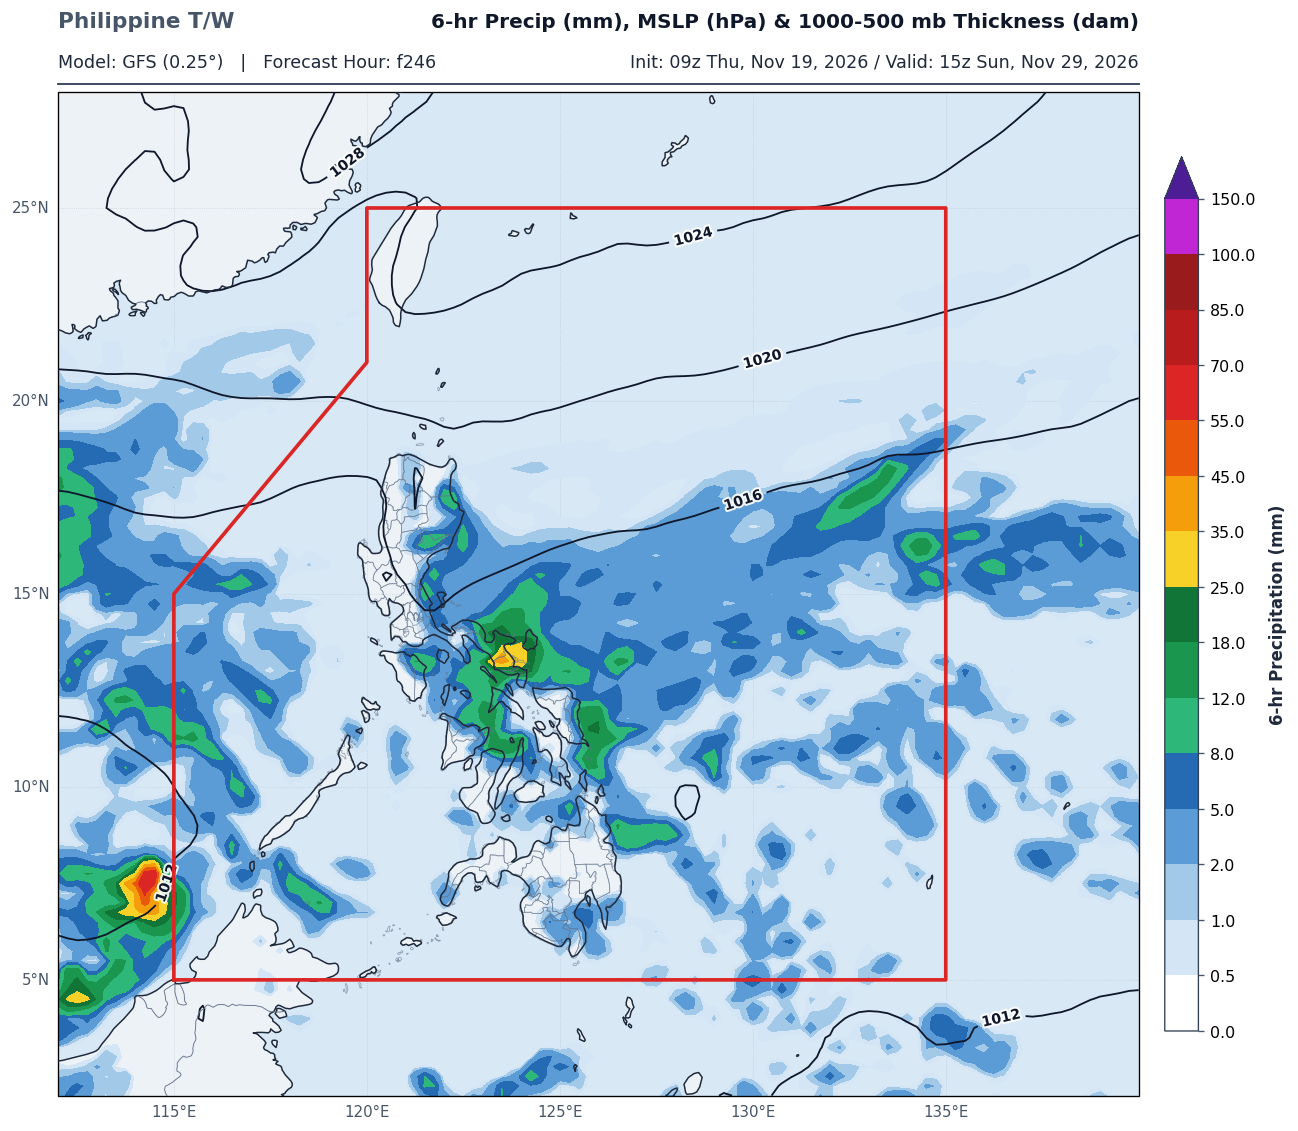 Philippine T/W
6-hr Precip (mm), MSLP (hPa) & 1000-500 mb Thickness (dam)
Model: GFS (0.25°) | Forecast Hour: f246
Init: 09z Thu, Nov 19, 2026 / Valid: 15z Sun, Nov 29, 2026
1028
1024
1020
1016
1012
1012
25°N
20°N
15°N
10°N
5°N
115°E
120°E
125°E
130°E
135°E
150.0
100.0
85.0
70.0
55.0
45.0
35.0
25.0
18.0
12.0
8.0
5.0
2.0
1.0
0.5
0.0
6-hr Precipitation (mm)